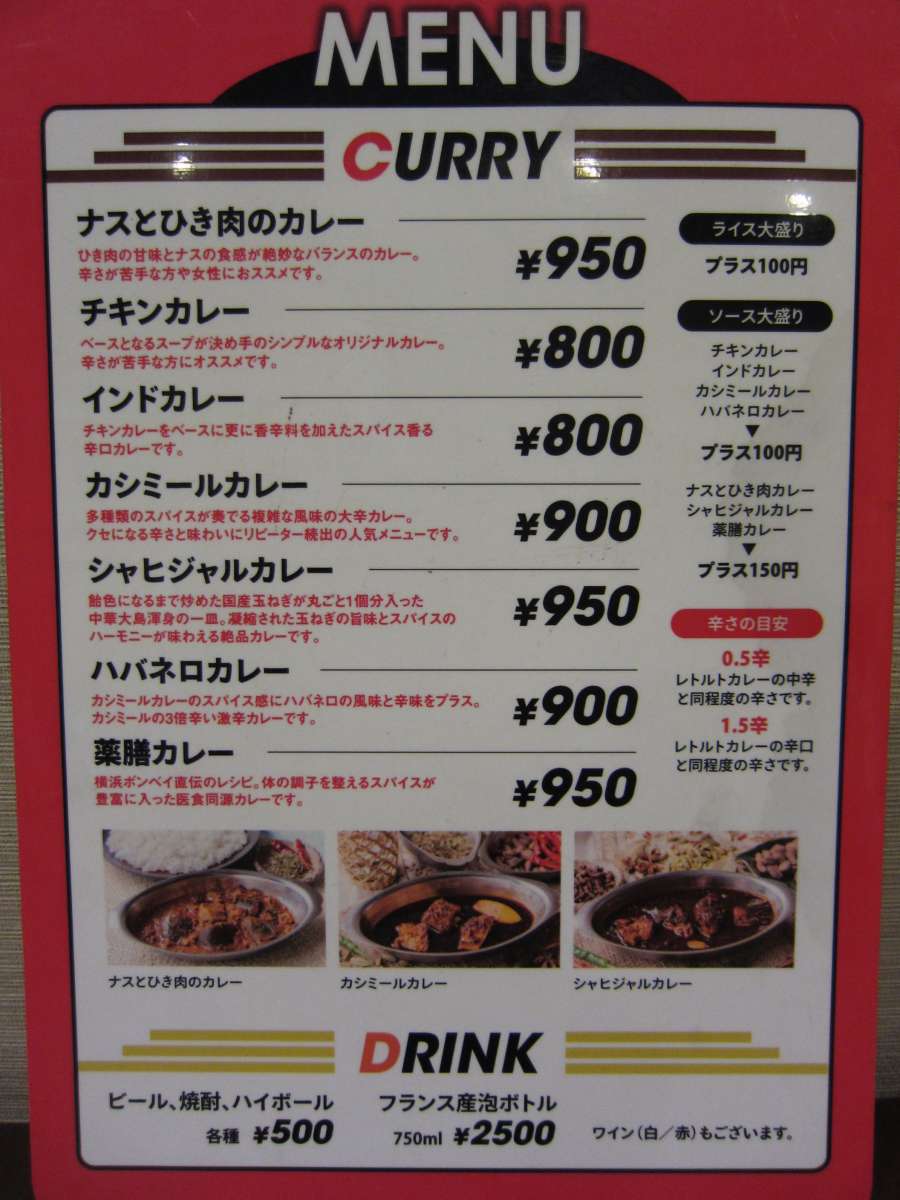 MENU
CURRY
ナスとひき肉のカレー
ひき肉の甘味とナスの食感が絶妙なバランスのカレー。
辛さが苦手な方や女性におススメです。
¥950
チキンカレー
ベースとなるスープが決め手のシンプルなオリジナルカレー。
辛さが苦手な方にオススメです。
¥800
インドカレー
チキンカレーをベースに更に香辛料を加えたスパイス香る
辛口カレーです。
¥800
カシミールカレー
多種類のスパイスが奏でる複雑な風味の大辛カレー。
クセになる辛さと味わいにリピーター続出の人気メニューです。
¥900
シャヒジャルカレー
飴色になるまで炒めた国産玉ねぎが丸ごと1個分入った
中華大島渾身の一皿。凝縮された玉ねぎの旨味とスパイスの
ハーモニーが味わえる絶品カレーです。
¥950
ハバネロカレー
カシミールカレーのスパイス感にハバネロの風味と辛味をプラス。
カシミールの3倍辛い激辛カレーです。
¥900
薬膳カレー
横浜ボンベイ直伝のレシピ。体の調子を整えるスパイスが
豊富に入った医食同源カレーです。
¥950
ライス大盛り
プラス100円
ソース大盛り
チキンカレー
インドカレー
カシミールカレー
ハバネロカレー
▼
プラス100円
ナスとひき肉カレー
シャヒジャルカレー
薬膳カレー
▼
プラス150円
辛さの目安
0.5辛
レトルトカレーの中辛
と同程度の辛さです。
1.5辛
レトルトカレーの辛口
と同程度の辛さです。
ナスとひき肉のカレー
カシミールカレー
シャヒジャルカレー
DRINK
ビール、焼酎、ハイボール
各種 ¥500
フランス産泡ボトル
750ml ¥2500
ワイン（白／赤）もございます。